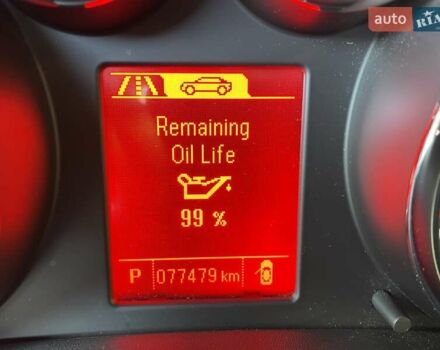 auto RIA
Remaining
Oil Life
99 %
P 077479 km